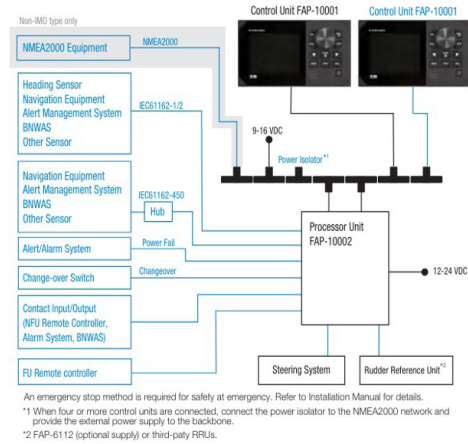 Non-IMO type only
Control Unit FAP-10001
Control Unit FAP-10001
NMEA2000 Equipment
NMEA2000
Heading Sensor
Navigation Equipment
Alert Management System
BNWAS
Other Sensor
IEC61162-1/2
9-16 VDC
Power Isolator*1
Navigation Equipment
Alert Management System
BNWAS
Other Sensor
IEC61162-450
Hub
Processor Unit
FAP-10002
Alert/Alarm System
Power Fail
12-24 VDC
Change-over Switch
Changeover
Contact Input/Output
(NFU Remote Controller,
Alarm System, BNWAS)
FU Remote controller
Steering System
Rudder Reference Unit*2
An emergency stop method is required for safety at emergency. Refer to Installation Manual for details.
*1 When four or more control units are connected, connect the power isolator to the NMEA2000 network and
provide the external power supply to the backbone.
*2 FAP-6112 (optional supply) or third-paty RRUs.